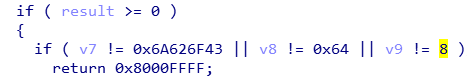 if ( result >= 0 )
{
if ( v7 != 0x6A626F43 || v8 != 0x64 || v9 != 8 )
return 0x8000FFFF;